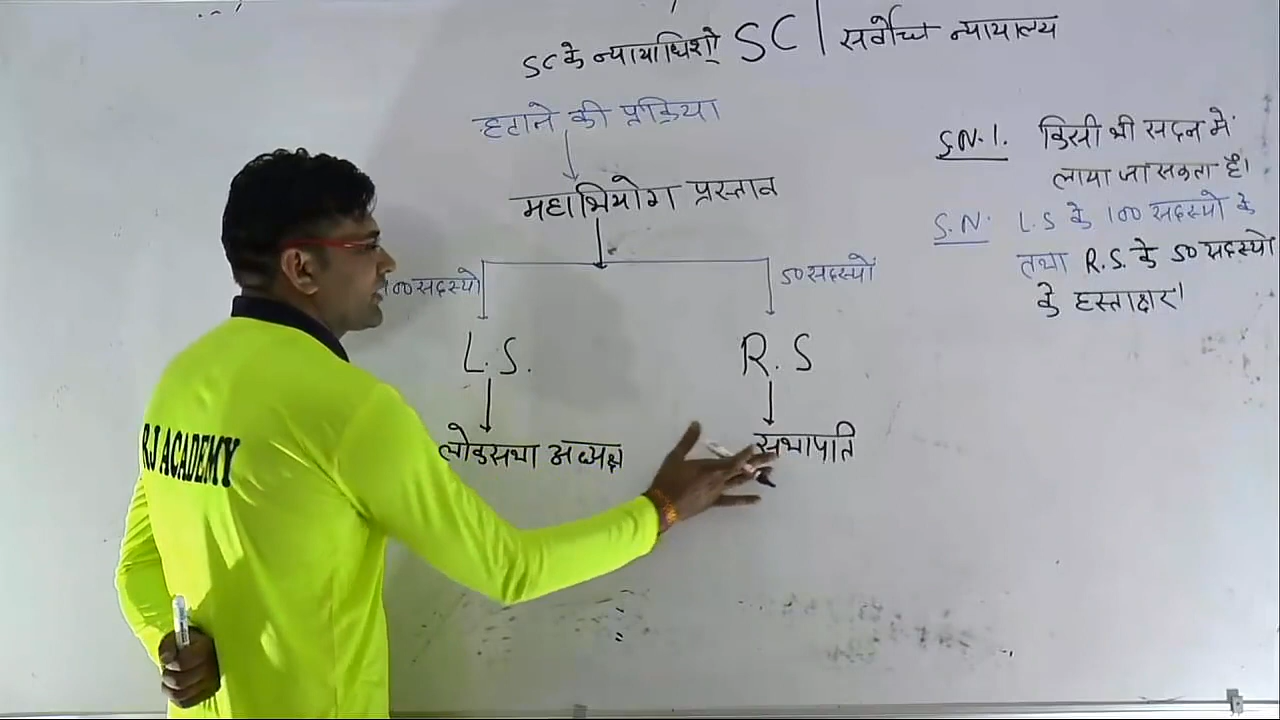 SC के न्यायाधिशो SC | सर्वोच्च न्यायालय
हटाने की प्रक्रिया
महाभियोग प्रस्ताव
100 सदस्यो
50 सदस्यों
L.S.
R.S
लोकसभा अध्यक्ष
सभापति
S.N.1. किसी भी सदन में
लाया जा सकता है।
S.N. L.S के 100 सदस्यो के
तथा R.S. के 50 सदस्यों
के हस्ताक्षर।
RJ ACADEMY